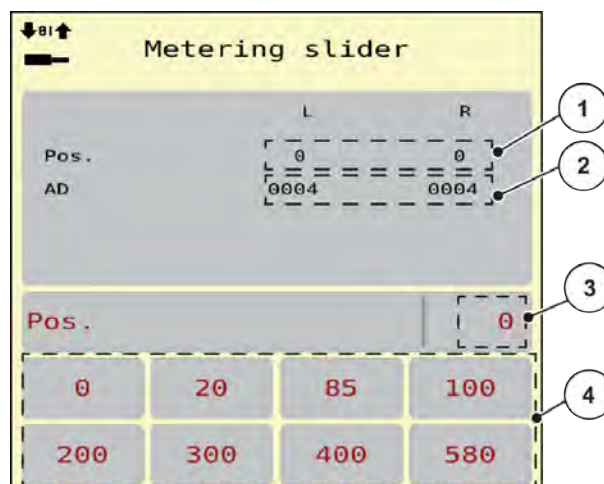 Metering slider
L R
Pos. 0 0
AD 0004 0004
Pos. 0
0 20 85 100
200 300 400 580
1
2
3
4